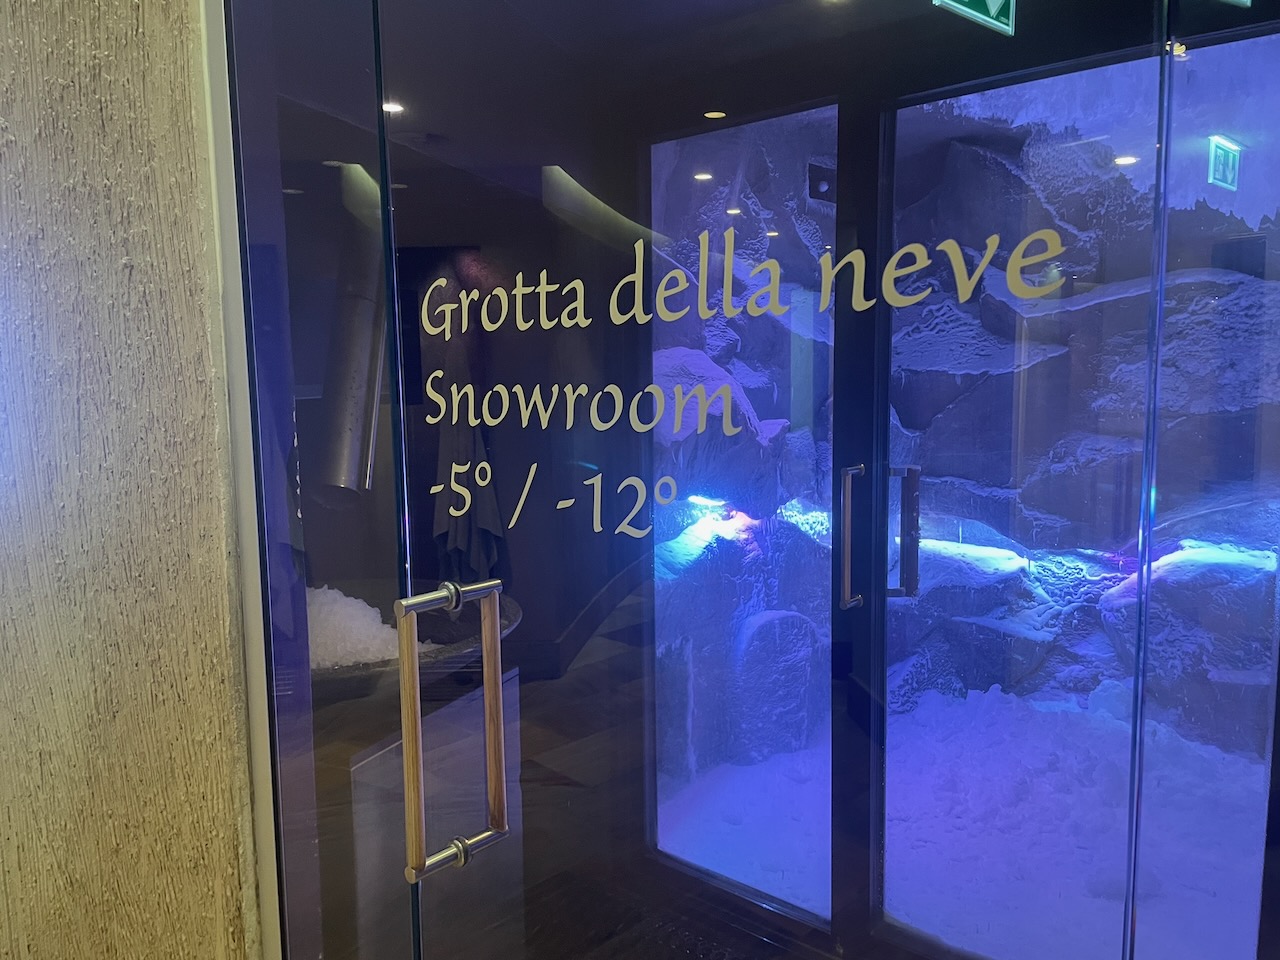 Grotta della neve
Snowroom
-5° / -12°